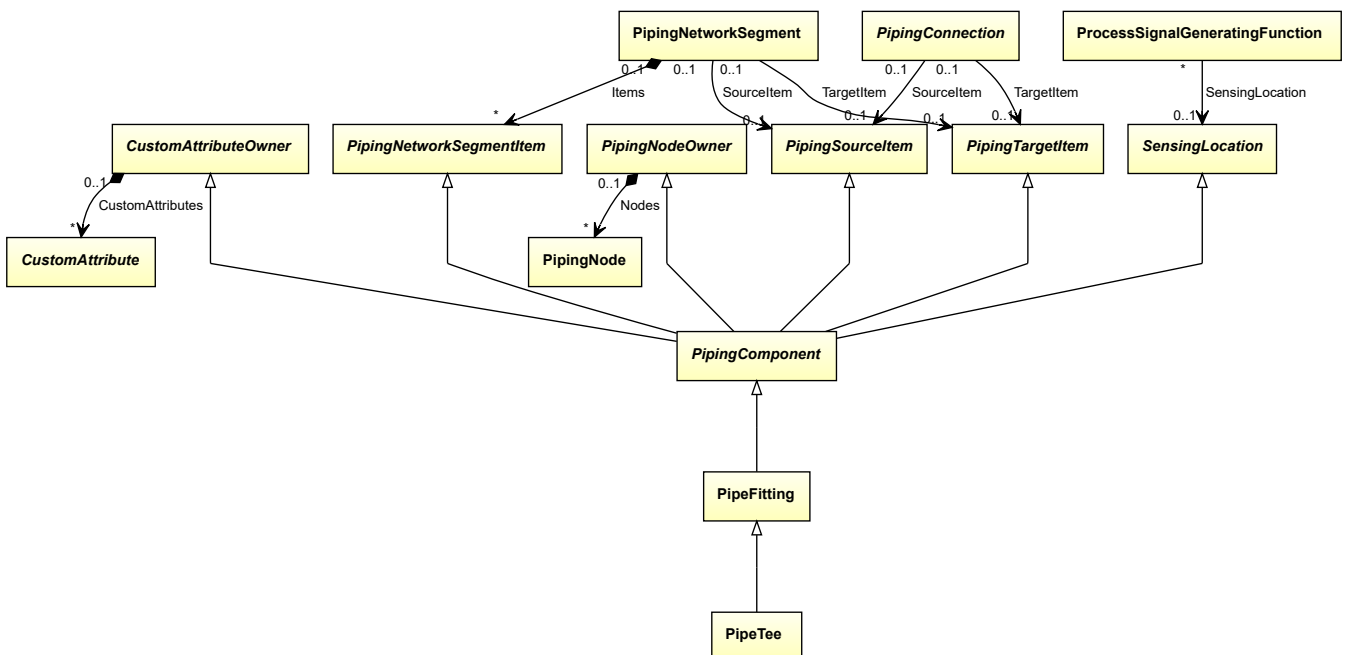 PipingNetworkSegment
PipingConnection
ProcessSignalGeneratingFunction
0..1
0..1
0..1
0..1
0..1
*
Items
SourceItem
TargetItem
SourceItem
TargetItem
SensingLocation
*
0..1
0..1
0..1
0..1
0..1
CustomAttributeOwner
PipingNetworkSegmentItem
PipingNodeOwner
PipingSourceItem
PipingTargetItem
SensingLocation
0..1
0..1
CustomAttributes
Nodes
*
*
CustomAttribute
PipingNode
PipingComponent
PipeFitting
PipeTee